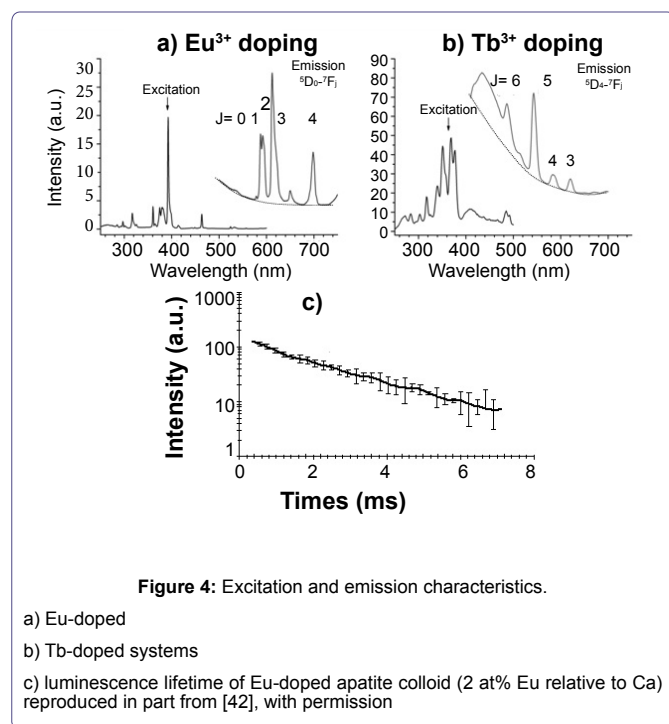 a) Eu³⁺ doping
Emission
⁵D₀-⁷Fⱼ
Excitation
J= 0 1 2 3 4
Intensity (a.u.)
30
25
20
15
10
5
0
300 400 500 600 700
Wavelength (nm)
b) Tb³⁺ doping
Emission
⁵D₄-⁷Fⱼ
J= 6 5
Excitation
4 3
90
80
70
60
50
40
30
20
10
0
300 400 500 600 700
Wavelength (nm)
c)
Intensity (a.u.)
1000
100
10
1
0 2 4 6 8
Times (ms)
Figure 4: Excitation and emission characteristics.
a) Eu-doped
b) Tb-doped systems
c) luminescence lifetime of Eu-doped apatite colloid (2 at% Eu relative to Ca)
reproduced in part from [42], with permission